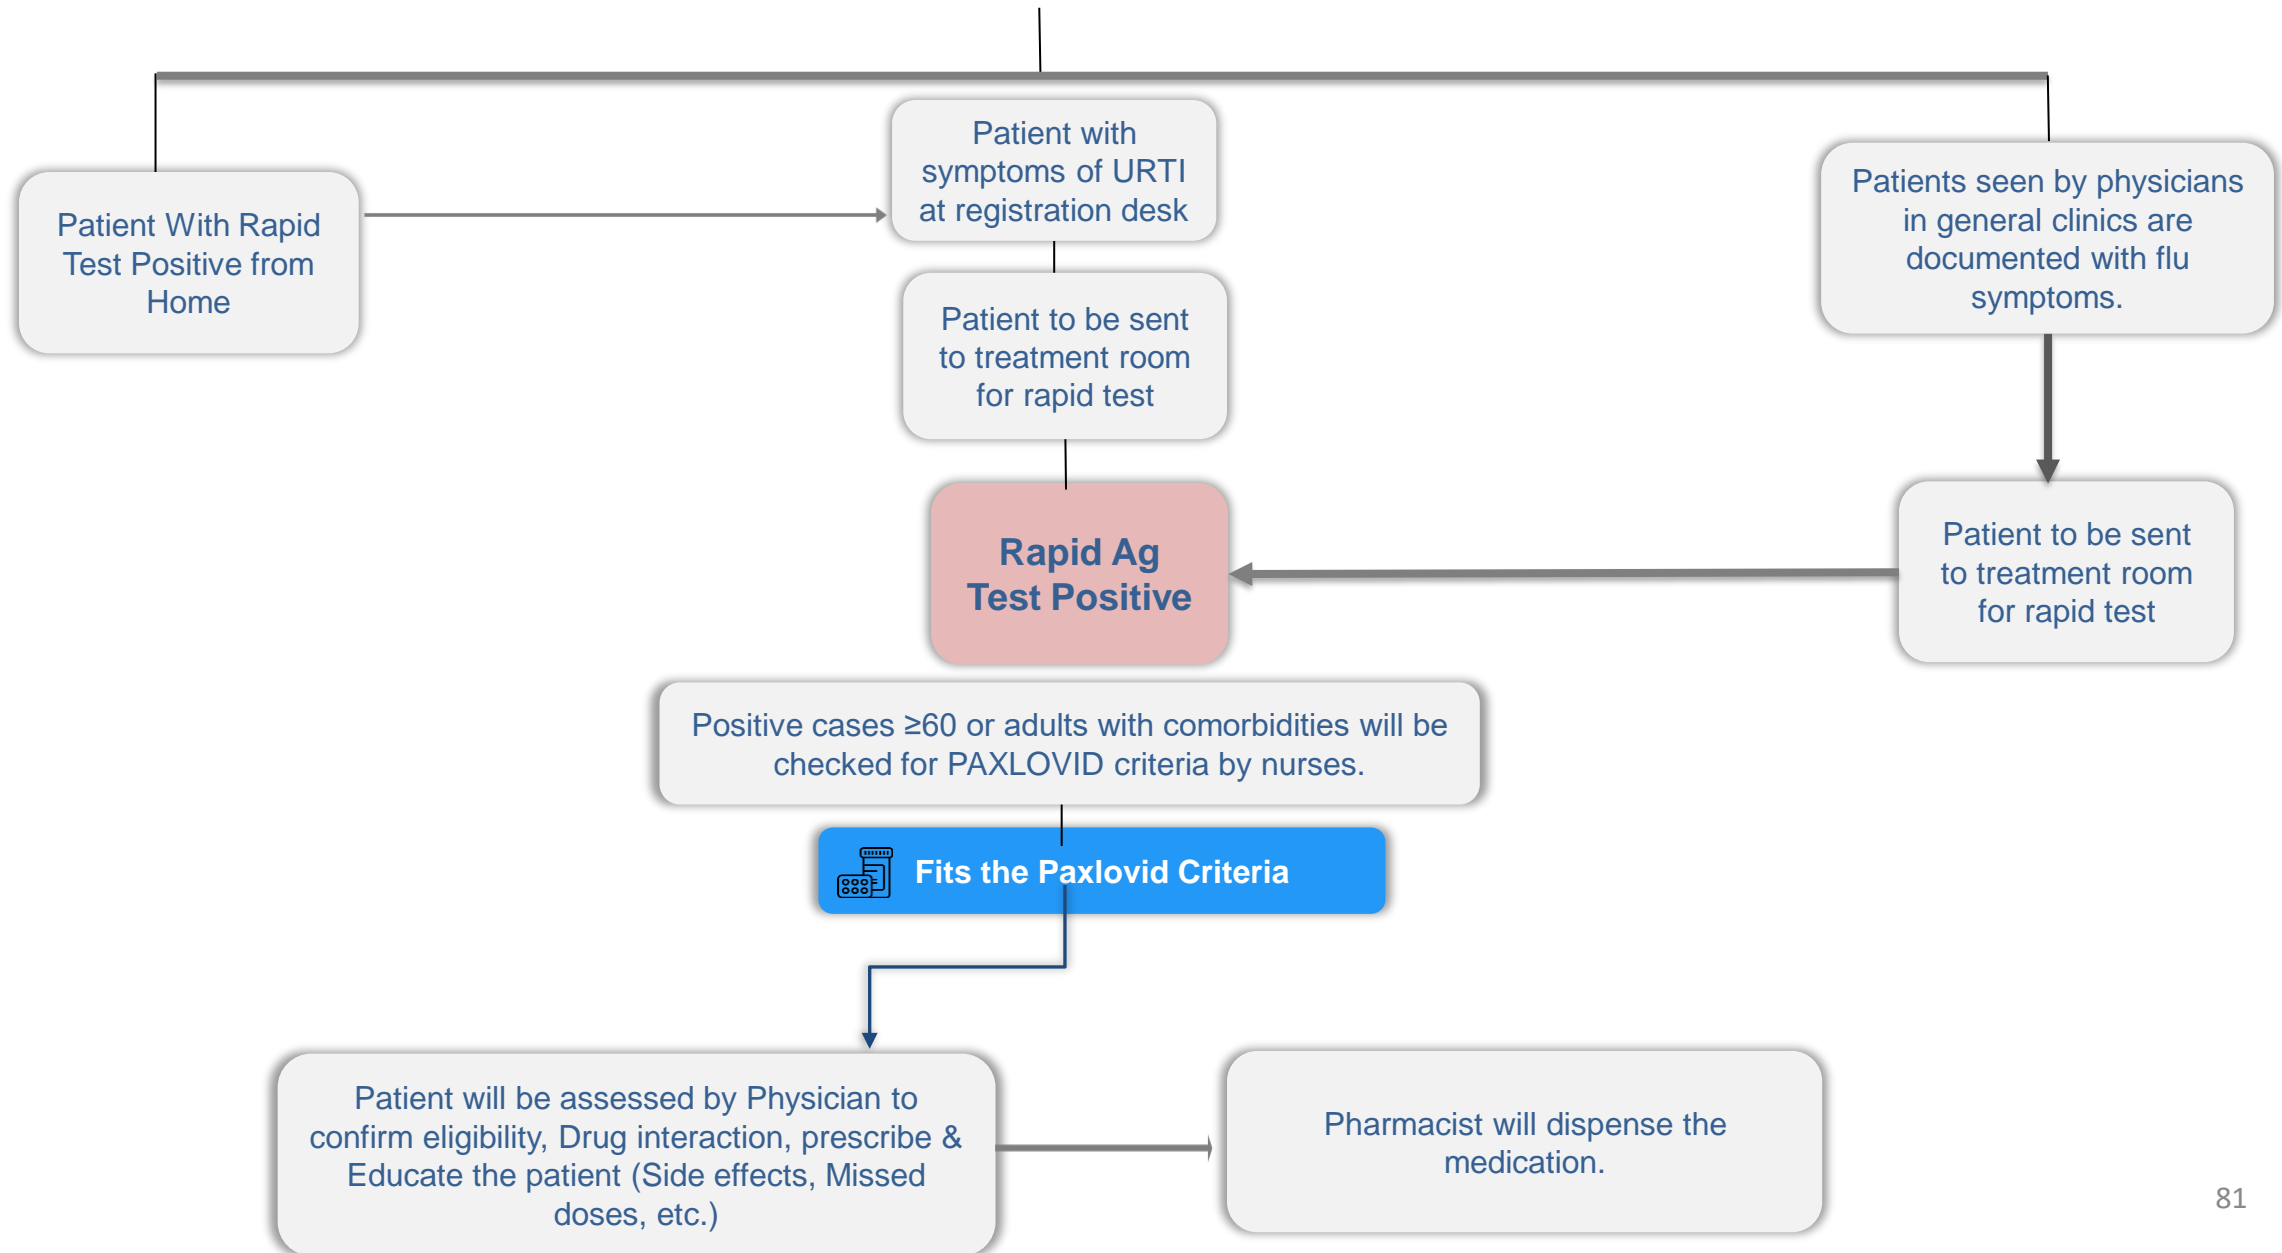 Patient With Rapid
Test Positive from
Home
Patient with
symptoms of URTI
at registration desk
Patients seen by physicians
in general clinics are
documented with flu
symptoms.
Patient to be sent
to treatment room
for rapid test
Rapid Ag
Test Positive
Patient to be sent
to treatment room
for rapid test
Positive cases ≥60 or adults with comorbidities will be
checked for PAXLOVID criteria by nurses.
Fits the Paxlovid Criteria
Patient will be assessed by Physician to
confirm eligibility, Drug interaction, prescribe &
Educate the patient (Side effects, Missed
doses, etc.)
Pharmacist will dispense the
medication.
81